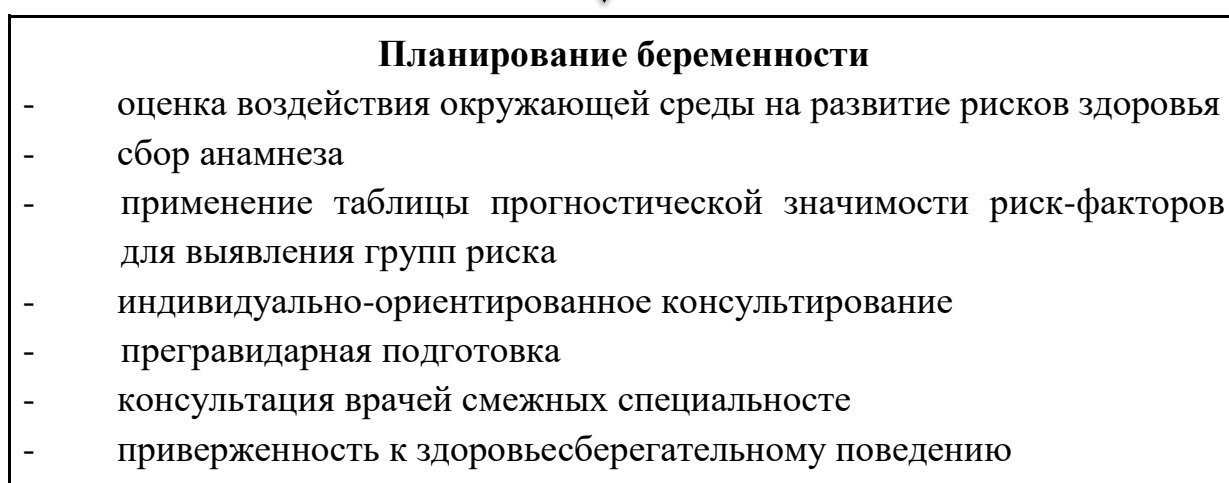 Планирование беременности
- оценка воздействия окружающей среды на развитие рисков здоровья
- сбор анамнеза
- применение таблицы прогностической значимости риск-факторов
для выявления групп риска
- индивидуально-ориентированное консультирование
- прегравидарная подготовка
- консультация врачей смежных специальносте
- приверженность к здоровьесберегательному поведению